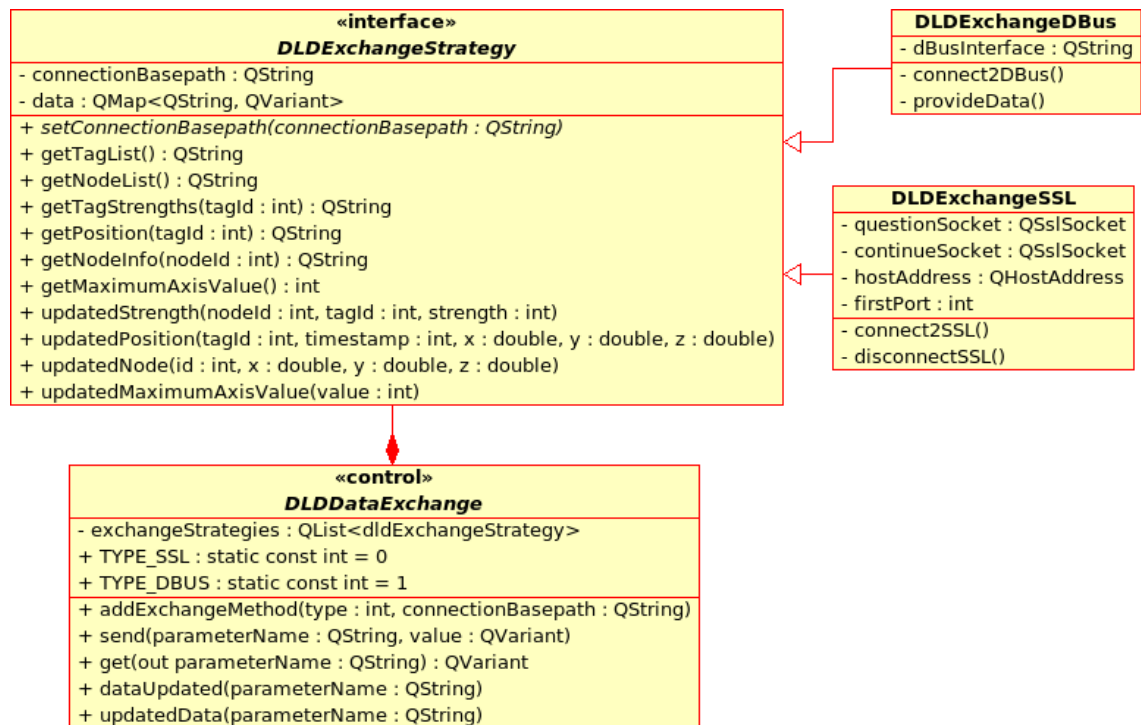 «interface»
DLDExchangeStrategy
- connectionBasepath : QString
- data : QMap<QString, QVariant>
+ setConnectionBasepath(connectionBasepath : QString)
+ getTagList() : QString
+ getNodeList() : QString
+ getTagStrengths(tagId : int) : QString
+ getPosition(tagId : int) : QString
+ getNodeInfo(nodeId : int) : QString
+ getMaximumAxisValue() : int
+ updatedStrength(nodeId : int, tagId : int, strength : int)
+ updatedPosition(tagId : int, timestamp : int, x : double, y : double, z : double)
+ updatedNode(id : int, x : double, y : double, z : double)
+ updatedMaximumAxisValue(value : int)
DLDExchangeDBus
- dBusInterface : QString
- connect2DBus()
- provideData()
DLDExchangeSSL
- questionSocket : QSslSocket
- continueSocket : QSslSocket
- hostAddress : QHostAddress
- firstPort : int
- connect2SSL()
- disconnectSSL()
«control»
DLDDataExchange
- exchangeStrategies : QList<dldExchangeStrategy>
+ TYPE_SSL : static const int = 0
+ TYPE_DBUS : static const int = 1
+ addExchangeMethod(type : int, connectionBasepath : QString)
+ send(parameterName : QString, value : QVariant)
+ get(out parameterName : QString) : QVariant
+ dataUpdated(parameterName : QString)
+ updatedData(parameterName : QString)